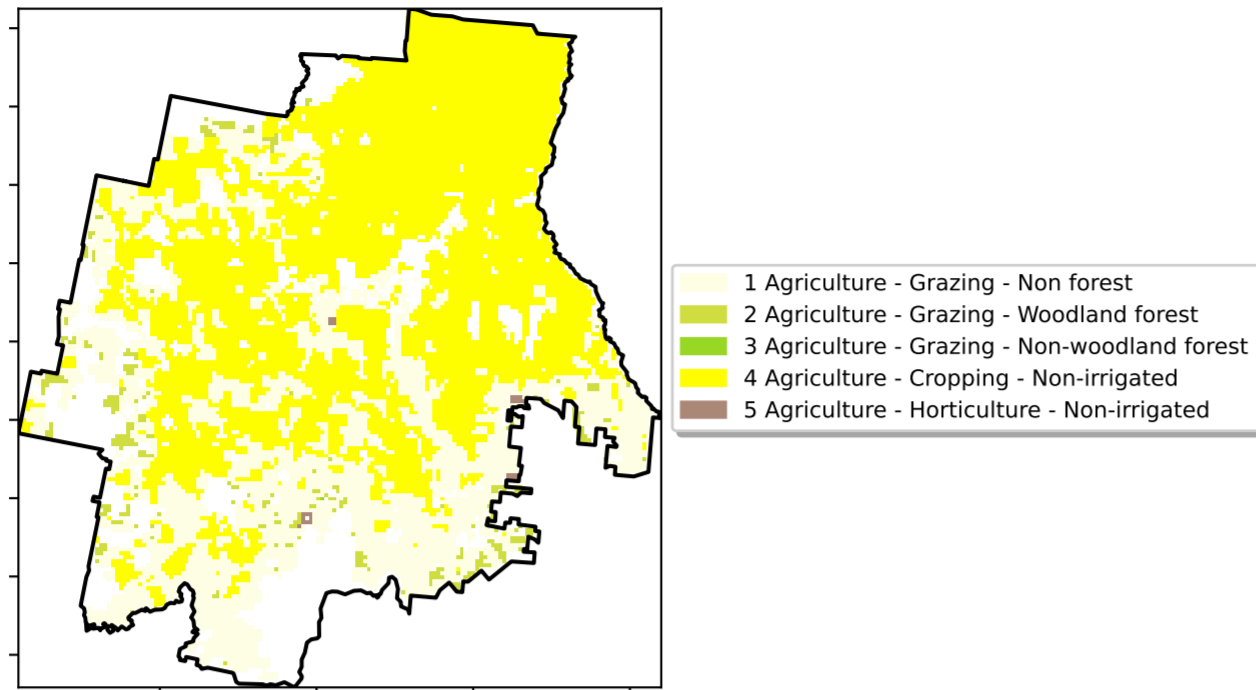 1 Agriculture - Grazing - Non forest
2 Agriculture - Grazing - Woodland forest
3 Agriculture - Grazing - Non-woodland forest
4 Agriculture - Cropping - Non-irrigated
5 Agriculture - Horticulture - Non-irrigated